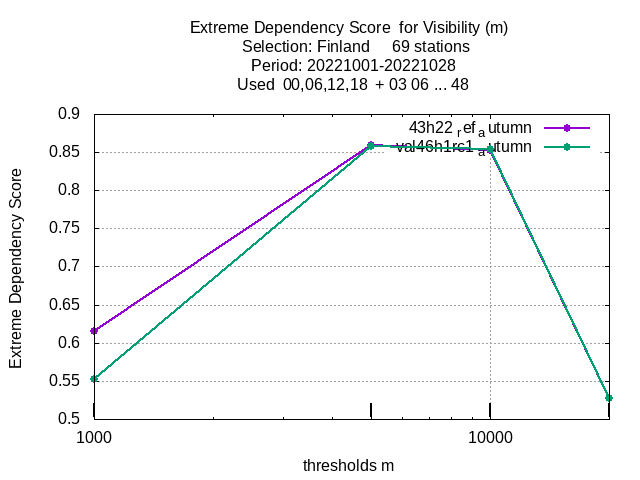 Extreme Dependency Score for Visibility (m)
Selection: Finland 69 stations
Period: 20221001-20221028
Used 00,06,12,18 + 03 06 ... 48
43h22ref_autumn
val46h1rc1_autumn
Extreme Dependency Score
0.9
0.85
0.8
0.75
0.7
0.65
0.6
0.55
0.5
1000
10000
thresholds m